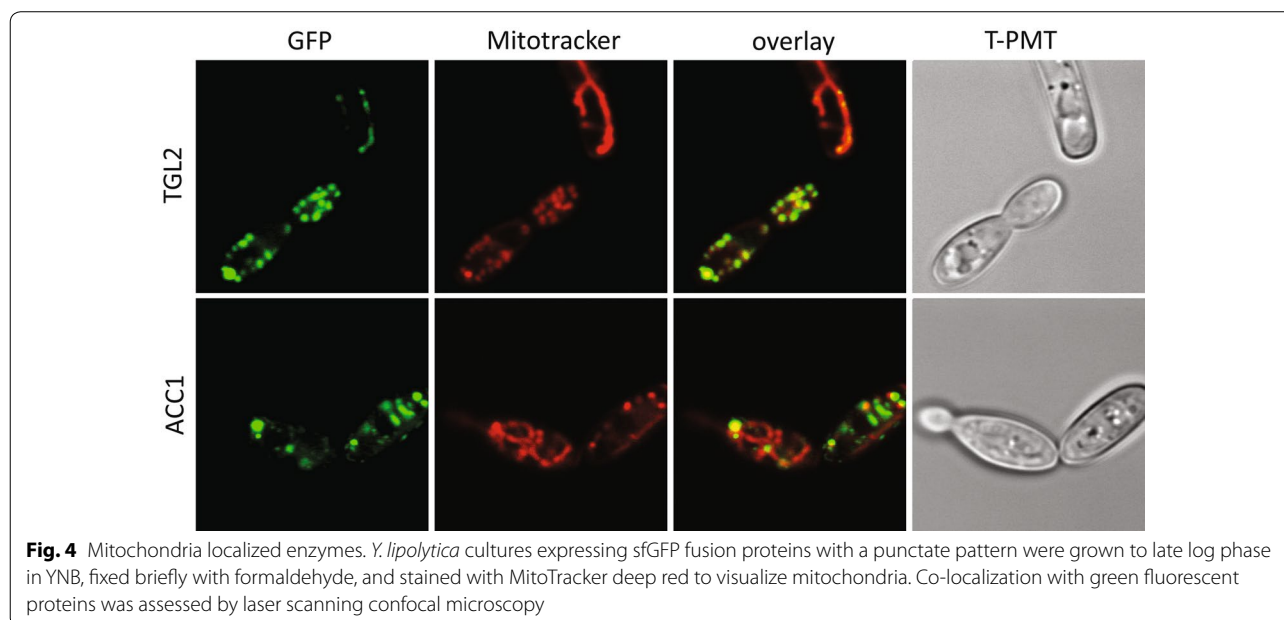 GFP Mitotracker overlay T-PMT
TGL2
ACC1
Fig. 4 Mitochondria localized enzymes. Y. lipolytica cultures expressing sfGFP fusion proteins with a punctate pattern were grown to late log phase
in YNB, fixed briefly with formaldehyde, and stained with MitoTracker deep red to visualize mitochondria. Co-localization with green fluorescent
proteins was assessed by laser scanning confocal microscopy